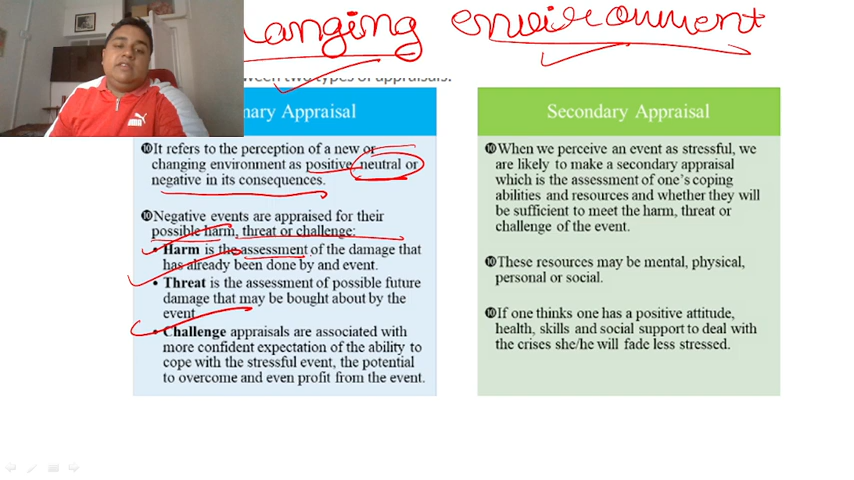 hanging environment
between two types of appraisals:
mary Appraisal
❿It refers to the perception of a new or
changing environment as positive neutral or
negative in its consequences.
❿Negative events are appraised for their
possible harm, threat or challenge:
• Harm is the assessment of the damage that
has already been done by and event.
• Threat is the assessment of possible future
damage that may be bought about by the
event
• Challenge appraisals are associated with
more confident expectation of the ability to
cope with the stressful event, the potential
to overcome and even profit from the event.
Secondary Appraisal
❿When we perceive an event as stressful, we
are likely to make a secondary appraisal
which is the assessment of one's coping
abilities and resources and whether they will
be sufficient to meet the harm, threat or
challenge of the event.
❿These resources may be mental, physical,
personal or social.
❿If one thinks one has a positive attitude,
health, skills and social support to deal with
the crises she/he will fade less stressed.